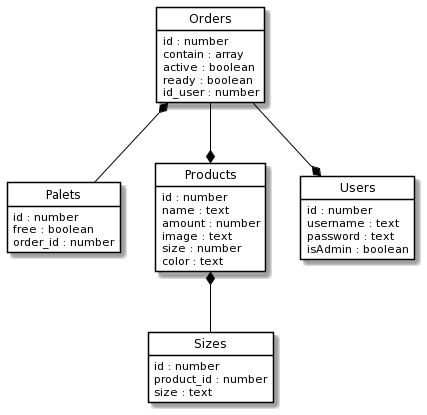 Orders
id : number
contain : array
active : boolean
ready : boolean
id_user : number
Palets
id : number
free : boolean
order_id : number
Products
id : number
name : text
amount : number
image : text
size : number
color : text
Users
id : number
username : text
password : text
isAdmin : boolean
Sizes
id : number
product_id : number
size : text